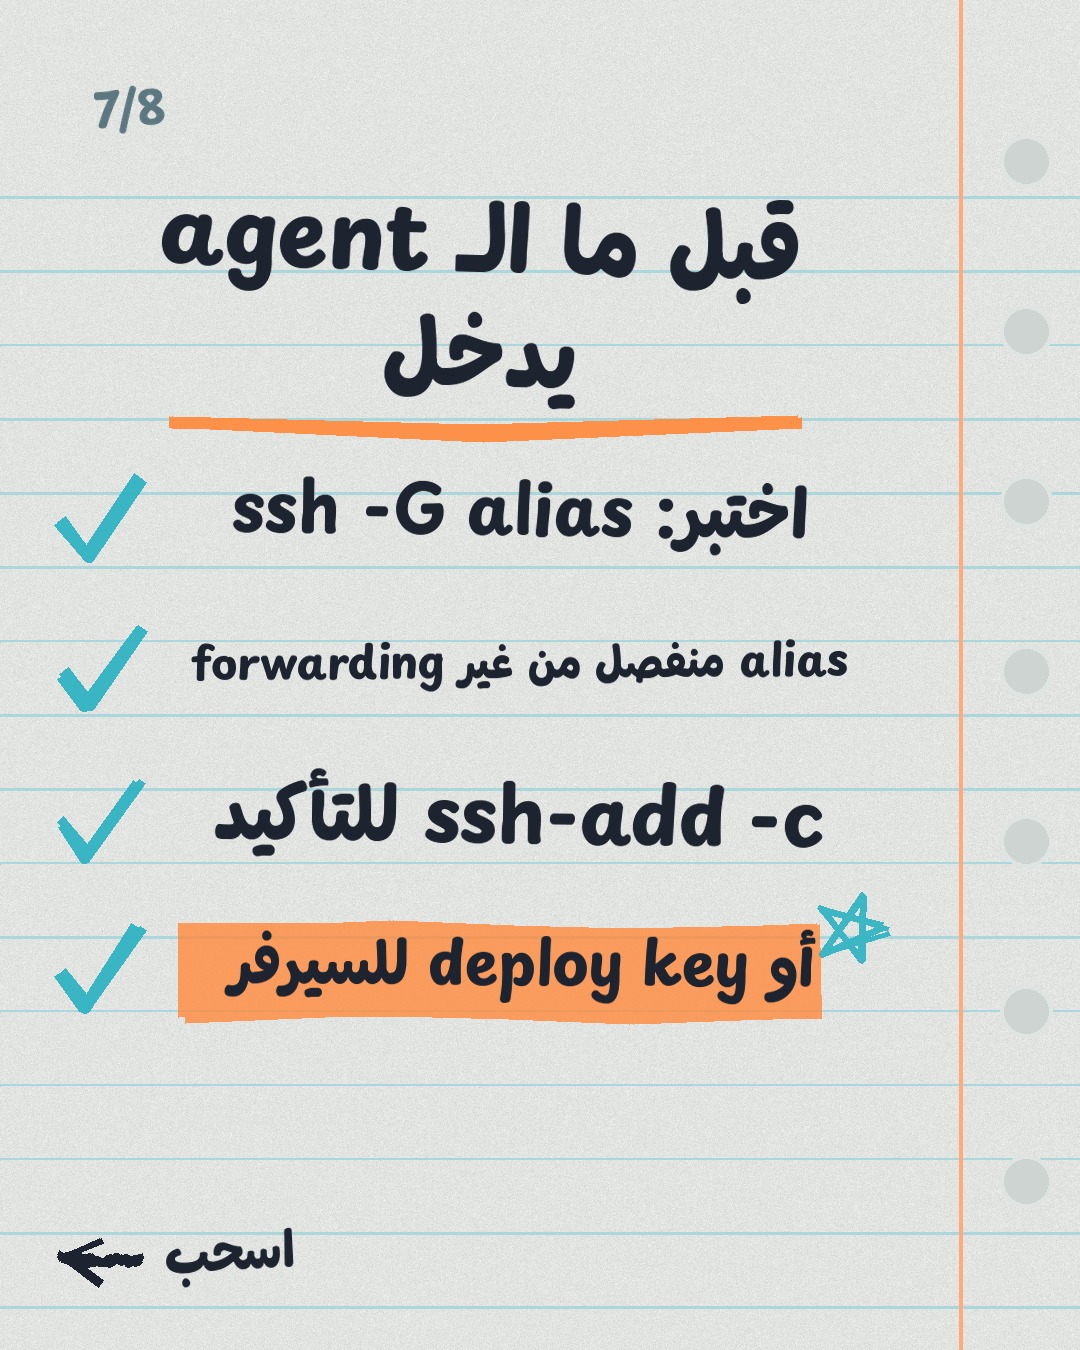 7/8
قبل ما الـ agent
يدخل
اختبر: ssh -G alias
alias منفصل من غير forwarding
ssh-add -c للتأكيد
أو deploy key للسيرفر
اسحب